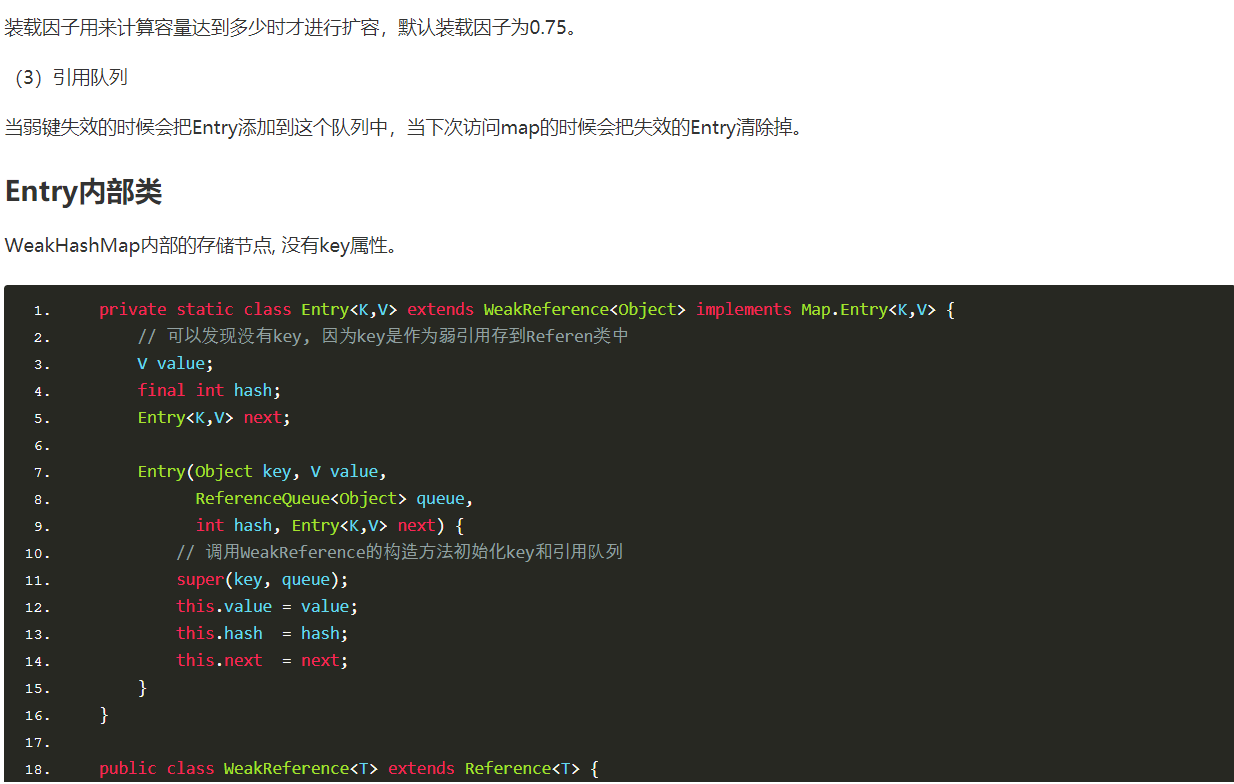 装载因子用来计算容量达到多少时才进行扩容，默认装载因子为0.75。
（3）引用队列
当弱键失效的时候会把Entry添加到这个队列中，当下次访问map的时候会把失效的Entry清除掉。
Entry内部类
WeakHashMap内部的存储节点, 没有key属性。
1.     private static class Entry<K,V> extends WeakReference<Object> implements Map.Entry<K,V> {
2.         // 可以发现没有key, 因为key是作为弱引用存到Referen类中
3.         V value;
4.         final int hash;
5.         Entry<K,V> next;
6.
7.         Entry(Object key, V value,
8.               ReferenceQueue<Object> queue,
9.               int hash, Entry<K,V> next) {
10.             // 调用WeakReference的构造方法初始化key和引用队列
11.             super(key, queue);
12.             this.value = value;
13.             this.hash  = hash;
14.             this.next  = next;
15.         }
16.     }
17.
18.     public class WeakReference<T> extends Reference<T> {